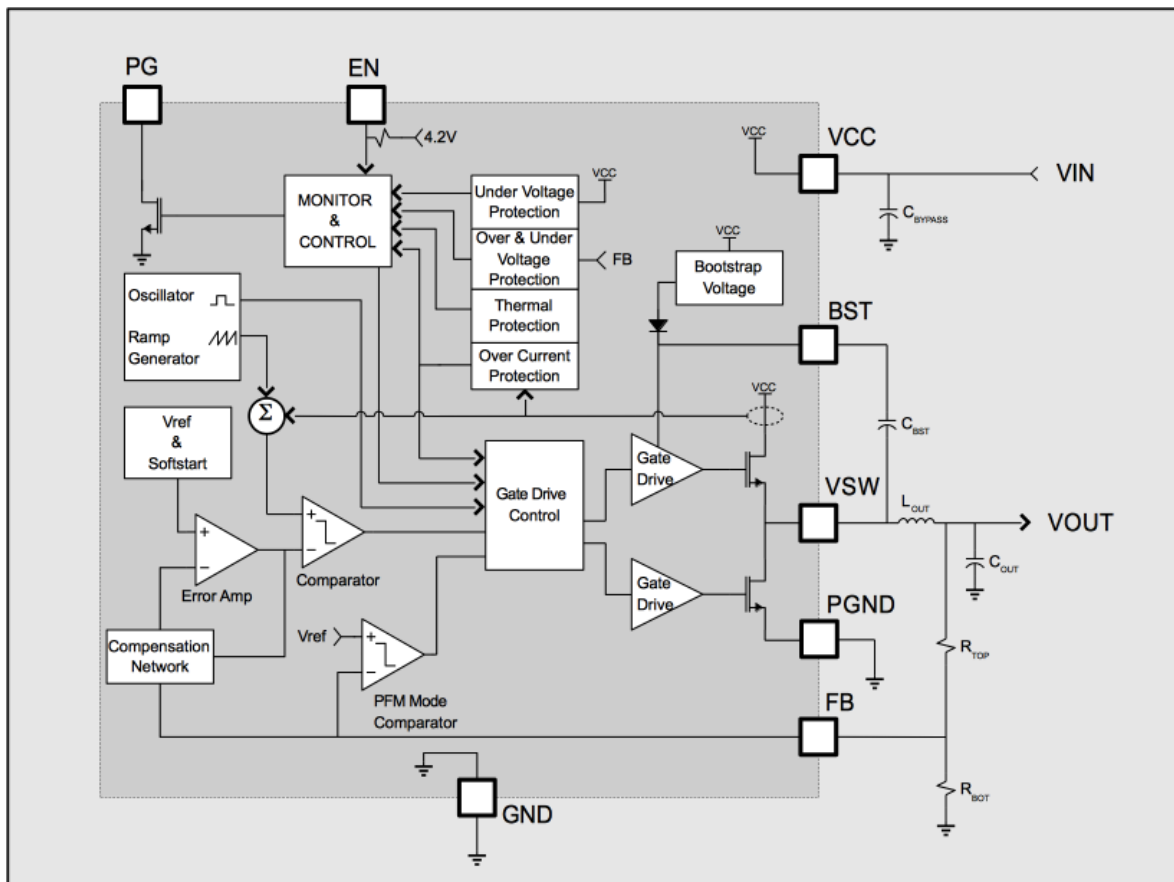 PG
EN
4.2V
VCC
VCC
VIN
C BYPASS
MONITOR
&
CONTROL
Under Voltage
Protection
VCC
Over & Under
Voltage
Protection
FB
Thermal
Protection
Over Current
Protection
VCC
Bootstrap
Voltage
BST
Oscillator
Ramp
Generator
Σ
VCC
C BST
Vref
&
Softstart
Gate Drive
Control
Gate
Drive
VSW
L OUT
VOUT
+
−
Error Amp
+
−
Comparator
Gate
Drive
C OUT
PGND
Compensation
Network
Vref
+
−
PFM Mode
Comparator
R TOP
FB
GND
R BOT